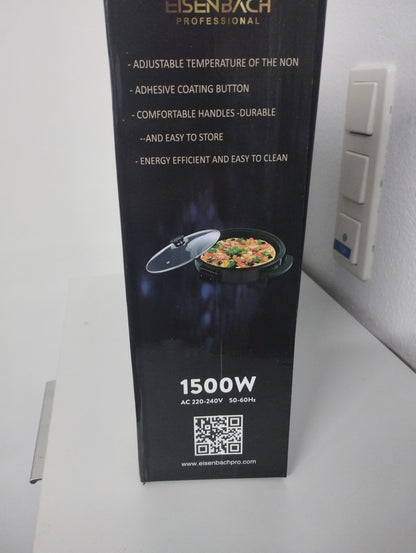 EISENBACH
PROFESSIONAL
- ADJUSTABLE TEMPERATURE OF THE NON
- ADHESIVE COATING BUTTON
- COMFORTABLE HANDLES -DURABLE
--AND EASY TO STORE
- ENERGY EFFICIENT AND EASY TO CLEAN
1500W
AC 220-240V 50-60Hz
www.eisenbachpro.com